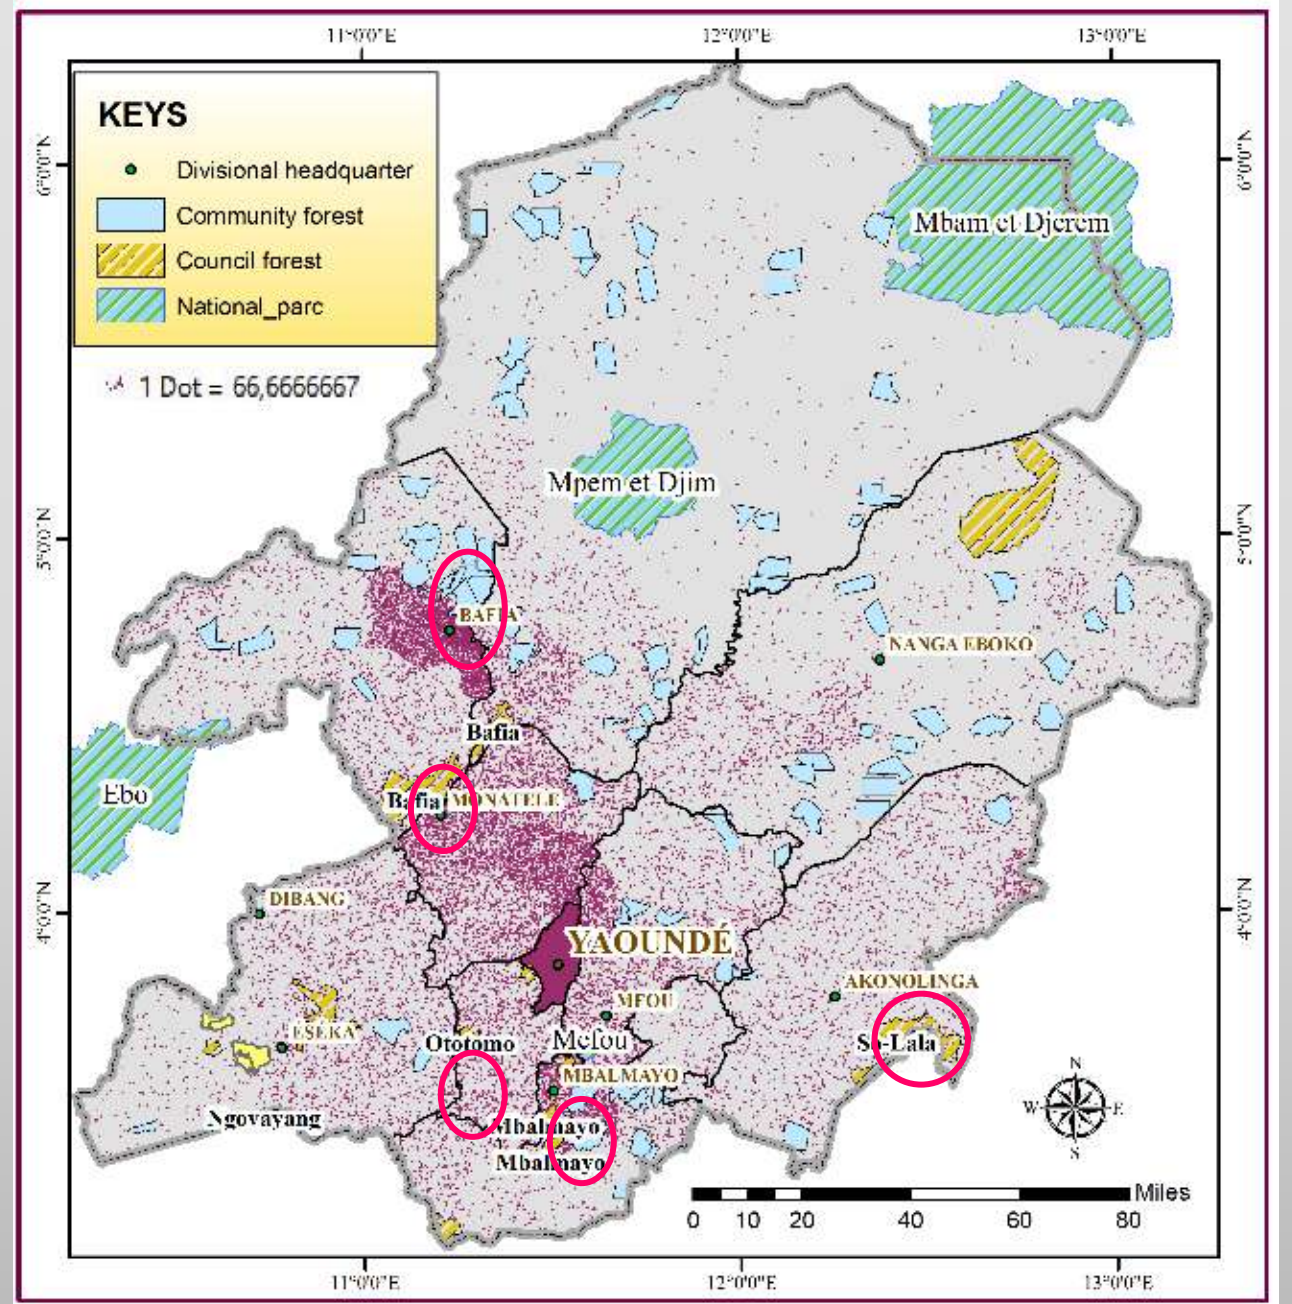 11°0'0"E 12°0'0"E 13°0'0"E
KEYS
Divisional headquarter
Community forest
Council forest
National_parc
1 Dot = 66,6666667
6°0'0"N 6°0'0"N
Mbam et Djerem
Mpem et Djim
5°0'0"N 5°0'0"N
BAFIA
NANGA EBOKO
Bafia
Ebo
Bafia MONATELE
DIBANG
4°0'0"N 4°0'0"N
YAOUNDÉ
AKONOLINGA
MFOU
ESEKA
Ototomo Mefou So-Lala
MBALMAYO
Ngovayang
Mbalmayo
Mbalmayo
N
W E
S
Miles
0 10 20 40 60 80
11°0'0"E 12°0'0"E 13°0'0"E